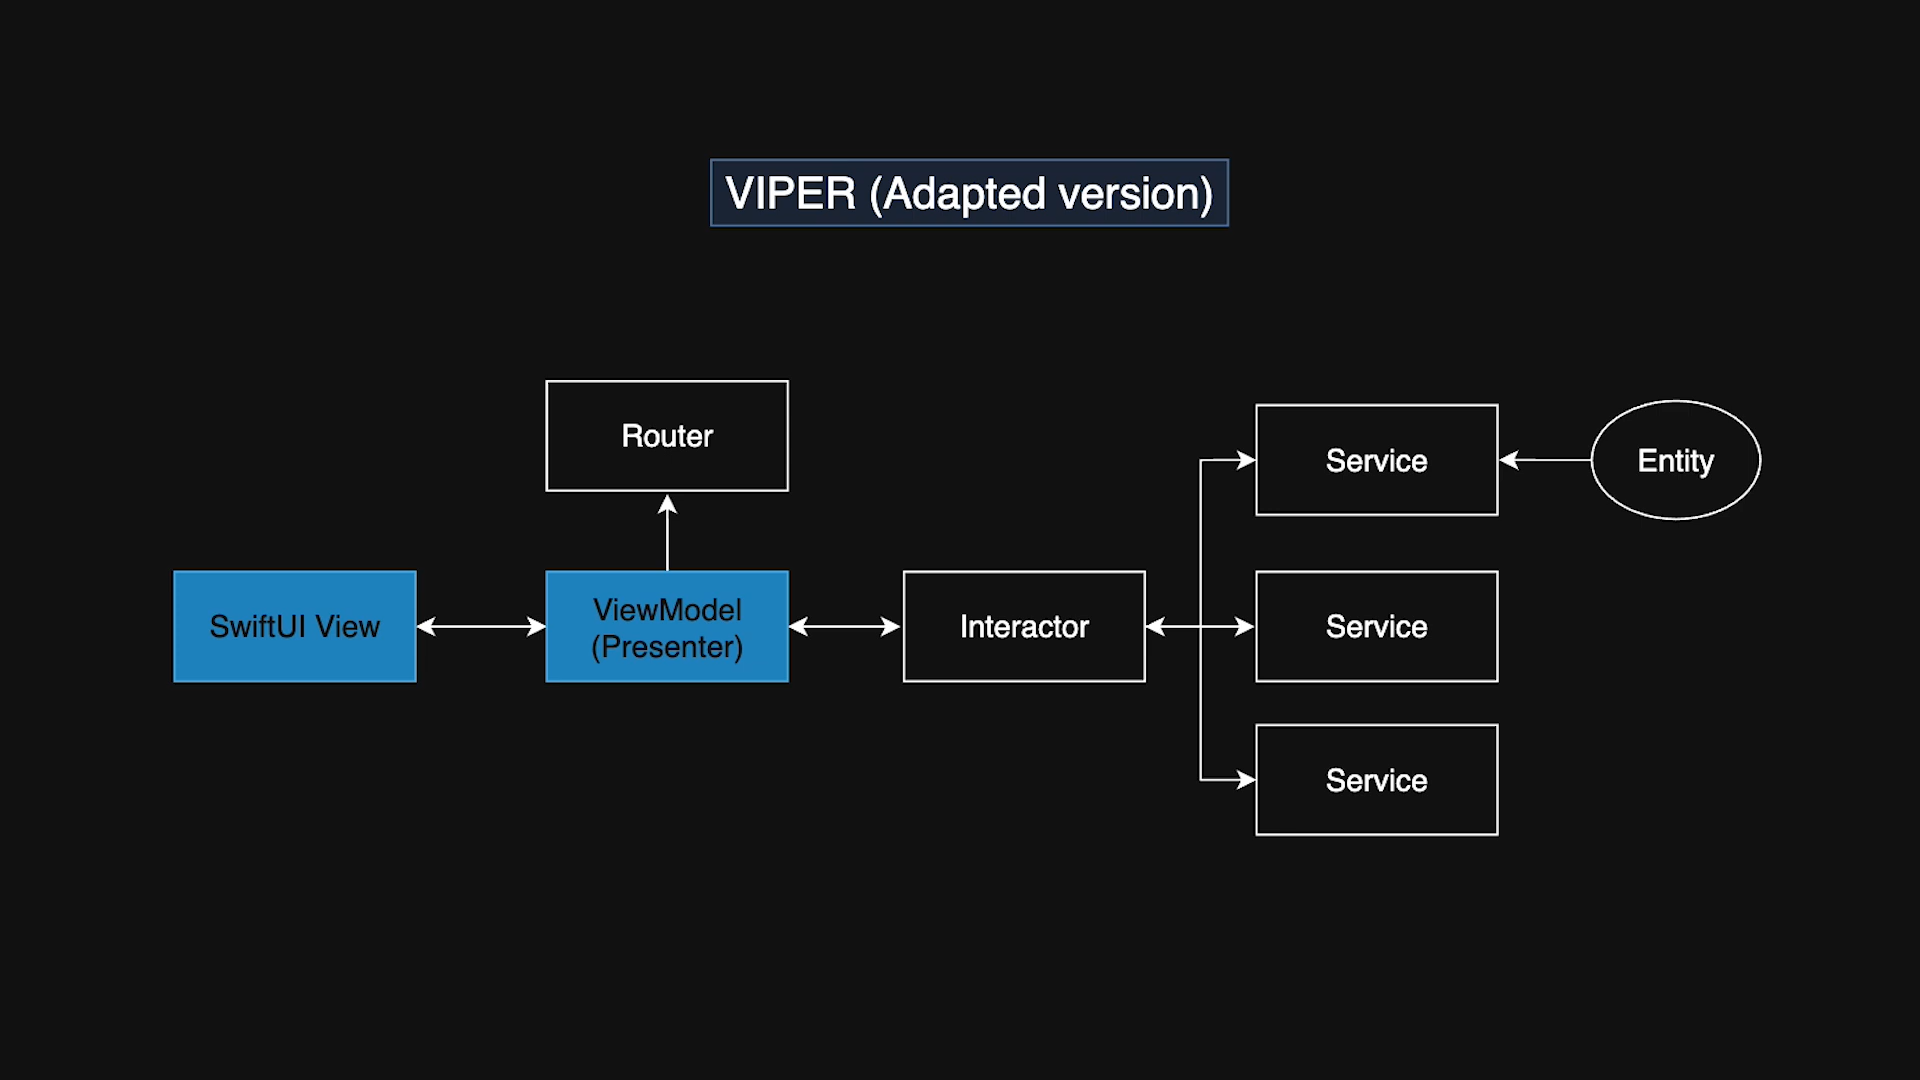 VIPER (Adapted version)
Router
Service
Entity
SwiftUI View
ViewModel
(Presenter)
Interactor
Service
Service